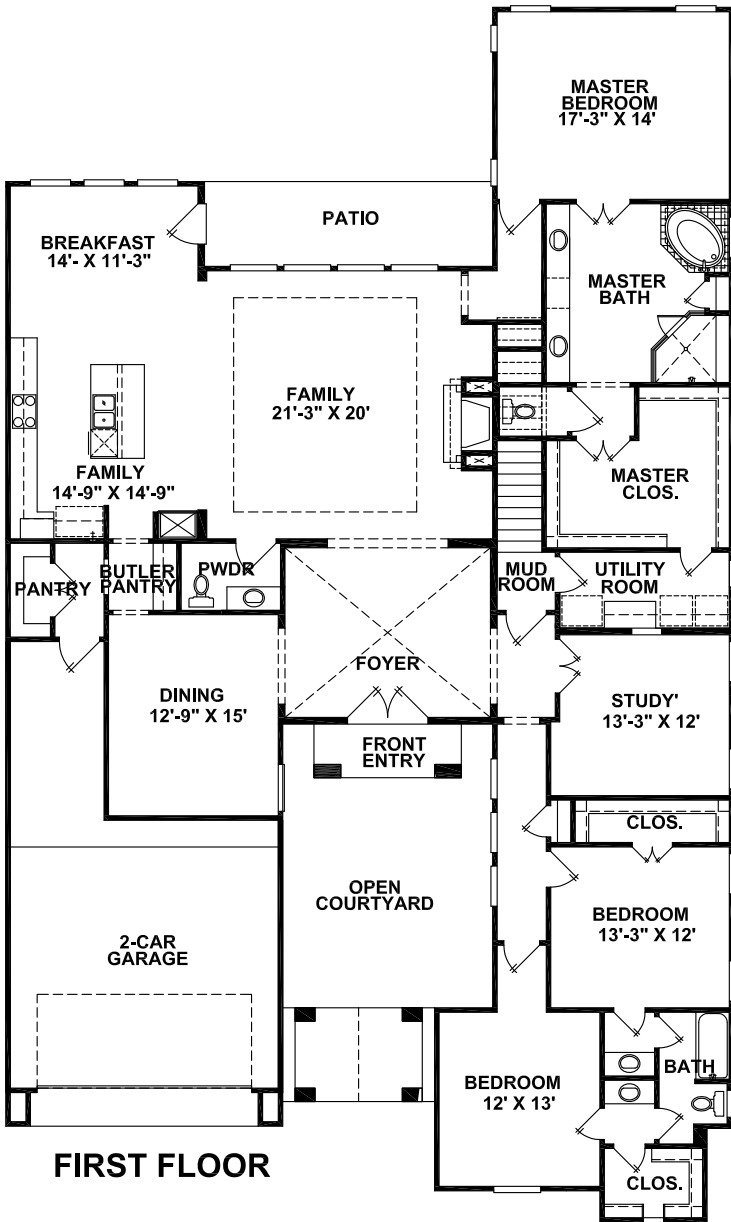 MASTER
BEDROOM
17'-3" X 14'
PATIO
BREAKFAST
14'- X 11'-3"
MASTER
BATH
FAMILY
21'-3" X 20'
FAMILY
14'-9" X 14'-9"
MASTER
CLOS.
PANTRY
BUTLER
PANTRY
PWDR
MUD
ROOM
UTILITY
ROOM
FOYER
DINING
12'-9" X 15'
STUDY'
13'-3" X 12'
FRONT
ENTRY
CLOS.
OPEN
COURTYARD
BEDROOM
13'-3" X 12'
2-CAR
GARAGE
BATH
BEDROOM
12' X 13'
CLOS.
FIRST FLOOR